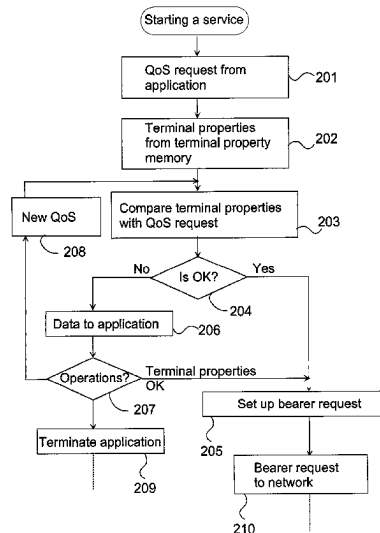 Starting a service
QoS request from
application
201
Terminal properties
from terminal property
memory
202
New QoS
208
Compare terminal properties
with QoS request
203
No
Is OK?
Yes
204
Data to application
206
Operations?
Terminal properties
OK
207
Set up bearer request
205
Terminate application
209
Bearer request
to network
210